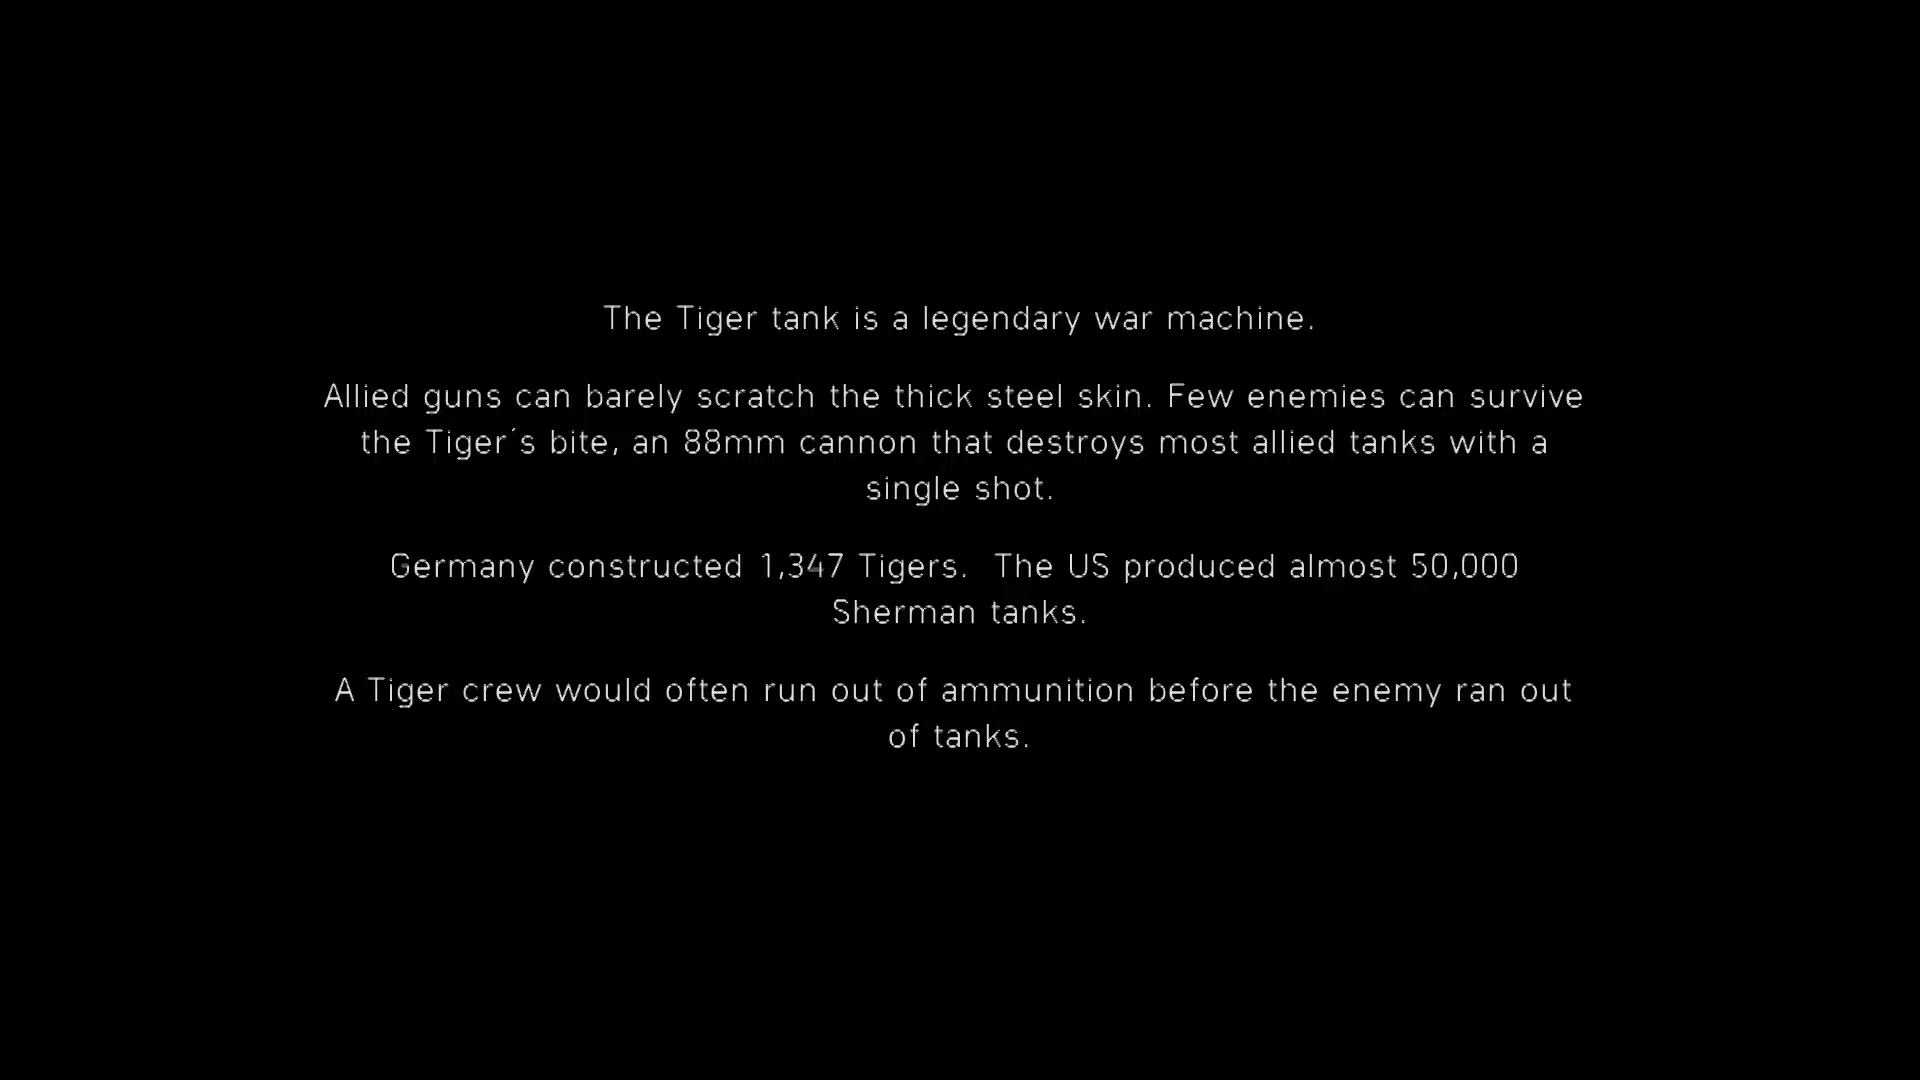 The Tiger tank is a legendary war machine.
Allied guns can barely scratch the thick steel skin. Few enemies can survive
the Tiger´s bite, an 88mm cannon that destroys most allied tanks with a
single shot.
Germany constructed 1,347 Tigers.  The US produced almost 50,000
Sherman tanks.
A Tiger crew would often run out of ammunition before the enemy ran out
of tanks.